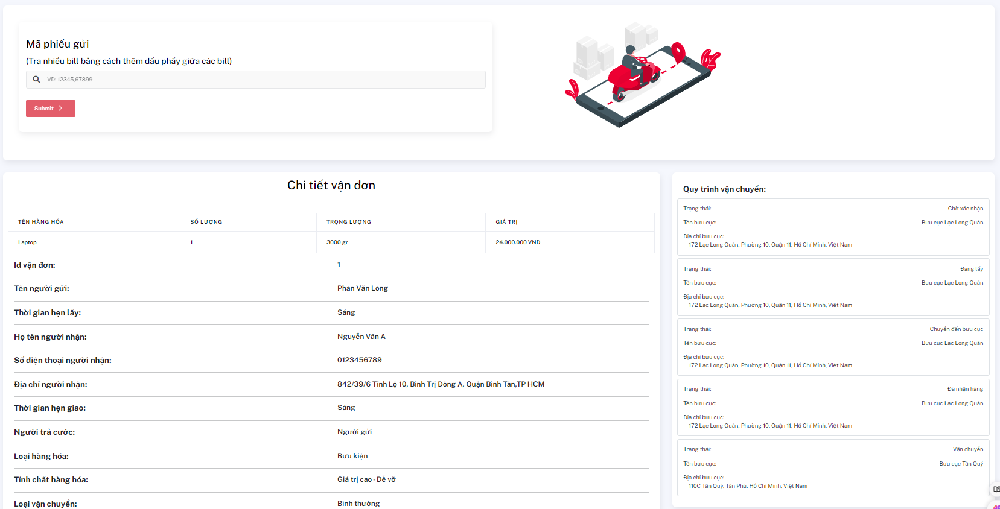 Mã phiếu gửi
(Tra nhiều bill bằng cách thêm dấu phẩy giữa các bill)
VD: 12345,67899
Submit
Chi tiết vận đơn
TÊN HÀNG HÓA SỐ LƯỢNG TRỌNG LƯỢNG GIÁ TRỊ
Laptop 1 3000 gr 24.000.000 VNĐ
Id vận đơn: 1
Tên người gửi: Phan Văn Long
Thời gian hẹn lấy: Sáng
Họ tên người nhận: Nguyễn Văn A
Số điện thoại người nhận: 0123456789
Địa chỉ người nhận: 842/39/6 Tỉnh Lộ 10, Bình Trị Đông A, Quận Bình Tân,TP HCM
Thời gian hẹn giao: Sáng
Người trả cước: Người gửi
Loại hàng hóa: Bưu kiện
Tính chất hàng hóa: Giá trị cao - Dễ vỡ
Loại vận chuyển: Bình thường
Quy trình vận chuyển:
Trạng thái: Chờ xác nhận
Tên bưu cục: Bưu cục Lạc Long Quân
Địa chỉ bưu cục:
172 Lạc Long Quân, Phường 10, Quận 11, Hồ Chí Minh, Việt Nam
Trạng thái: Đang lấy
Tên bưu cục: Bưu cục Lạc Long Quân
Địa chỉ bưu cục:
172 Lạc Long Quân, Phường 10, Quận 11, Hồ Chí Minh, Việt Nam
Trạng thái: Chuyển đến bưu cục
Tên bưu cục: Bưu cục Lạc Long Quân
Địa chỉ bưu cục:
172 Lạc Long Quân, Phường 10, Quận 11, Hồ Chí Minh, Việt Nam
Trạng thái: Đã nhận hàng
Tên bưu cục: Bưu cục Lạc Long Quân
Địa chỉ bưu cục:
172 Lạc Long Quân, Phường 10, Quận 11, Hồ Chí Minh, Việt Nam
Trạng thái: Vận chuyển
Tên bưu cục: Bưu cục Tân Quý
Địa chỉ bưu cục:
110C Tân Quý, Tân Phú, Hồ Chí Minh, Việt Nam